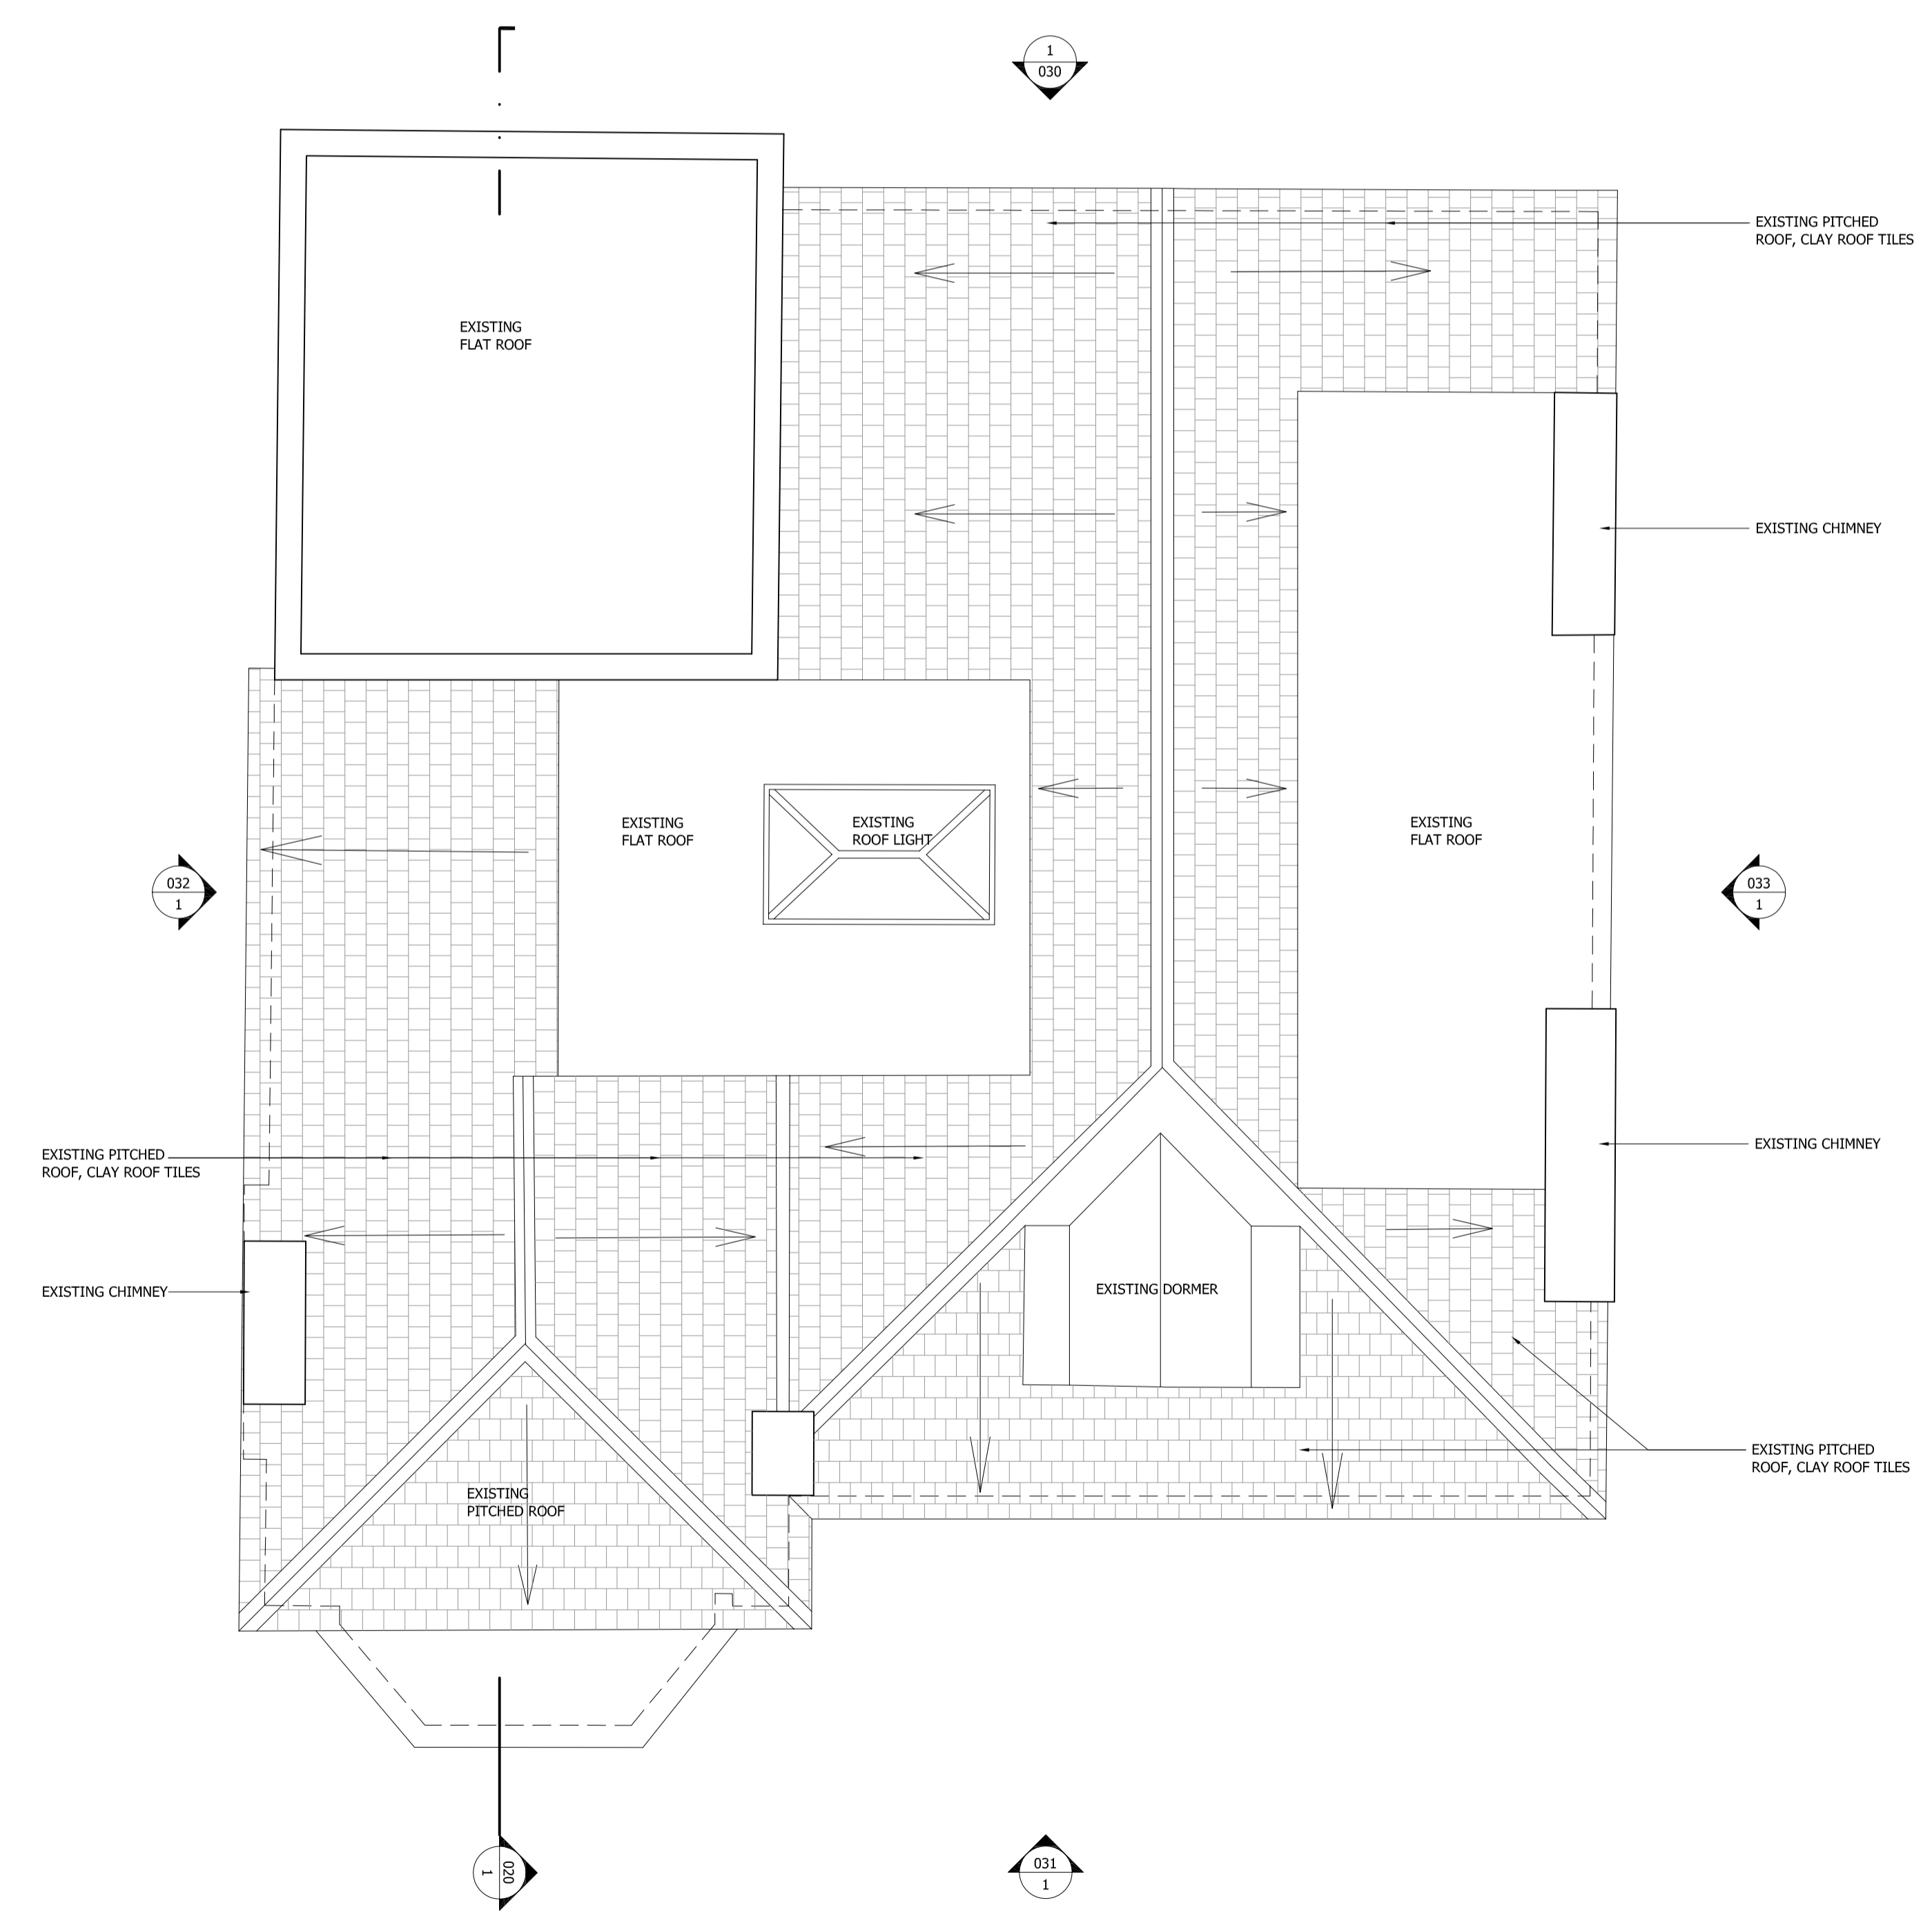 1
030
EXISTING PITCHED
ROOF, CLAY ROOF TILES
EXISTING
FLAT ROOF
EXISTING CHIMNEY
EXISTING
FLAT ROOF
EXISTING
ROOF LIGHT
EXISTING
FLAT ROOF
032
1
033
1
EXISTING PITCHED
ROOF, CLAY ROOF TILES
EXISTING CHIMNEY
EXISTING CHIMNEY
EXISTING DORMER
EXISTING PITCHED
ROOF, CLAY ROOF TILES
EXISTING
PITCHED ROOF
020
1
031
1